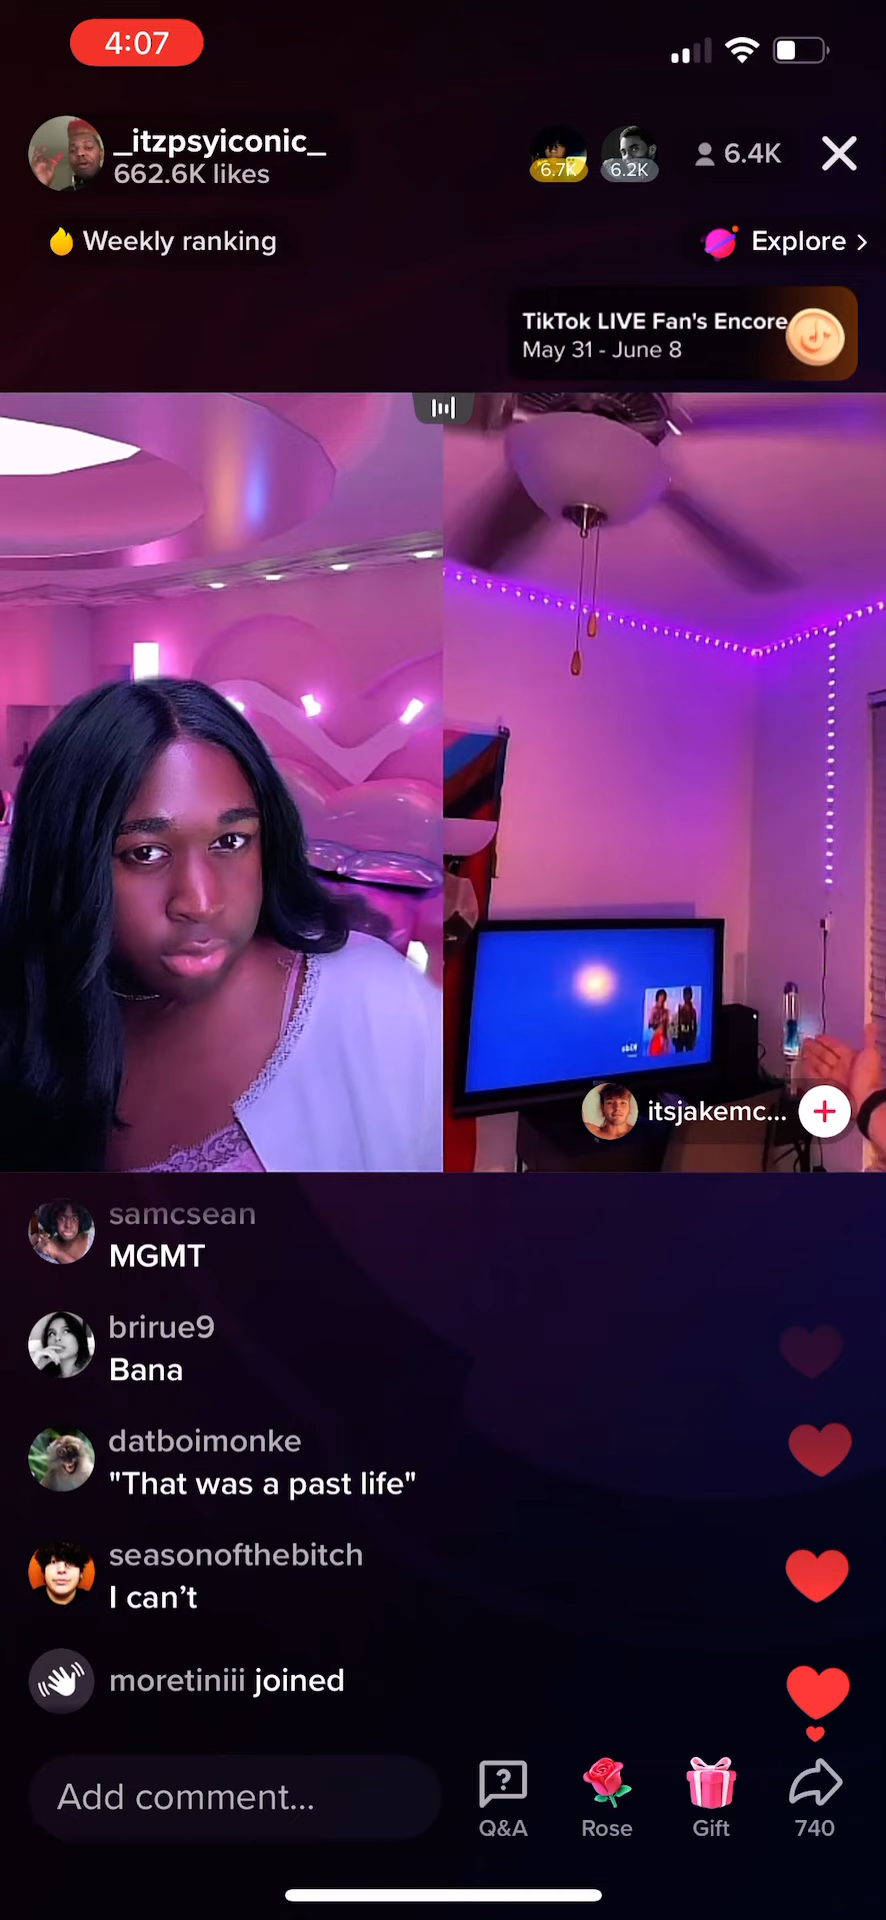 4:07
_itzpsyiconic_
662.6K likes
6.7K
6.2K
6.4K
Weekly ranking
Explore >
TikTok LIVE Fan's Encore
May 31 - June 8
itsjakemc...
samcsean
MGMT
brirue9
Bana
datboimonke
"That was a past life"
seasonofthebitch
I can't
moretiniii joined
Add comment...
Q&A
Rose
Gift
740